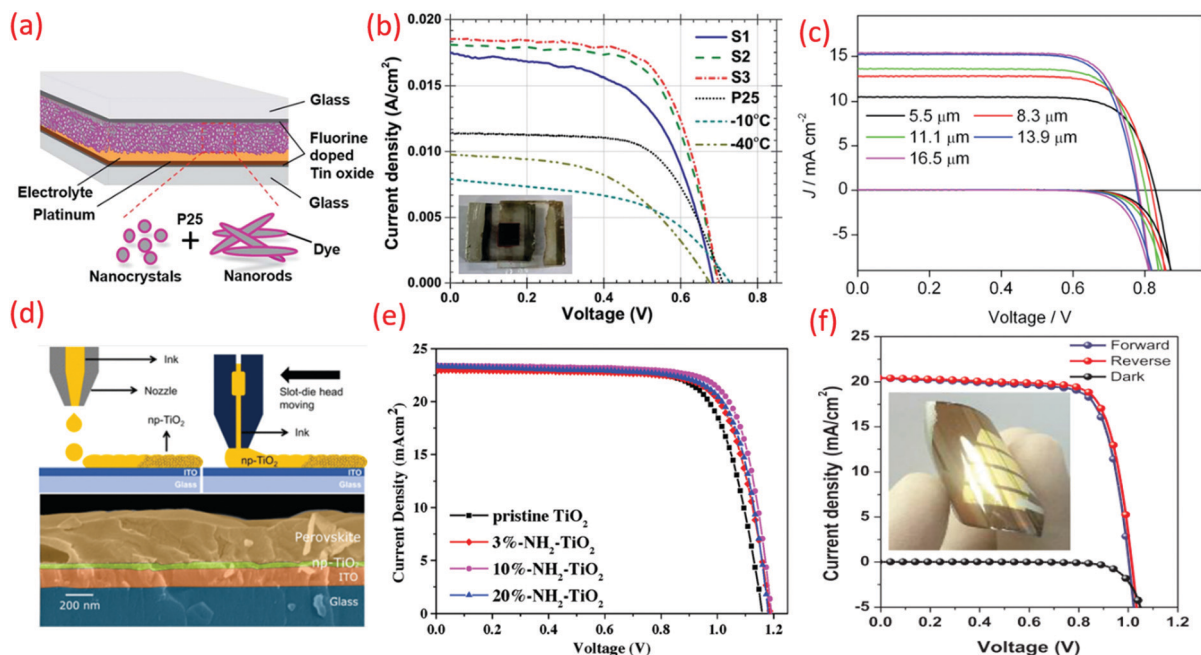 (a)
Glass
Fluorine
doped
Tin oxide
Glass
Electrolyte
Platinum
P25
+
Dye
Nanocrystals
Nanorods
(b)
Current density (A/cm²)
0.020
0.015
0.010
0.005
0.000
S1
S2
S3
P25
-10°C
-40°C
0.0 0.2 0.4 0.6 0.8
Voltage (V)
(c)
J / mA cm⁻²
15
10
5
0
-5
5.5 μm 8.3 μm
11.1 μm 13.9 μm
16.5 μm
0.0 0.2 0.4 0.6 0.8 1.0
Voltage / V
(d)
Ink
Nozzle
np-TiO₂
Slot-die head
moving
Ink
np-TiO₂
ITO
Glass
ITO
Glass
Perovskite
np-TiO₂
ITO
200 nm
Glass
(e)
Current Density (mAcm²)
25
20
15
10
5
0
pristine TiO₂
3%-NH₂-TiO₂
10%-NH₂-TiO₂
20%-NH₂-TiO₂
0.0 0.2 0.4 0.6 0.8 1.0 1.2
Voltage (V)
(f)
Current density (mA/cm²)
25
20
15
10
5
0
-5
Forward
Reverse
Dark
0.0 0.2 0.4 0.6 0.8 1.0 1.2
Voltage (V)